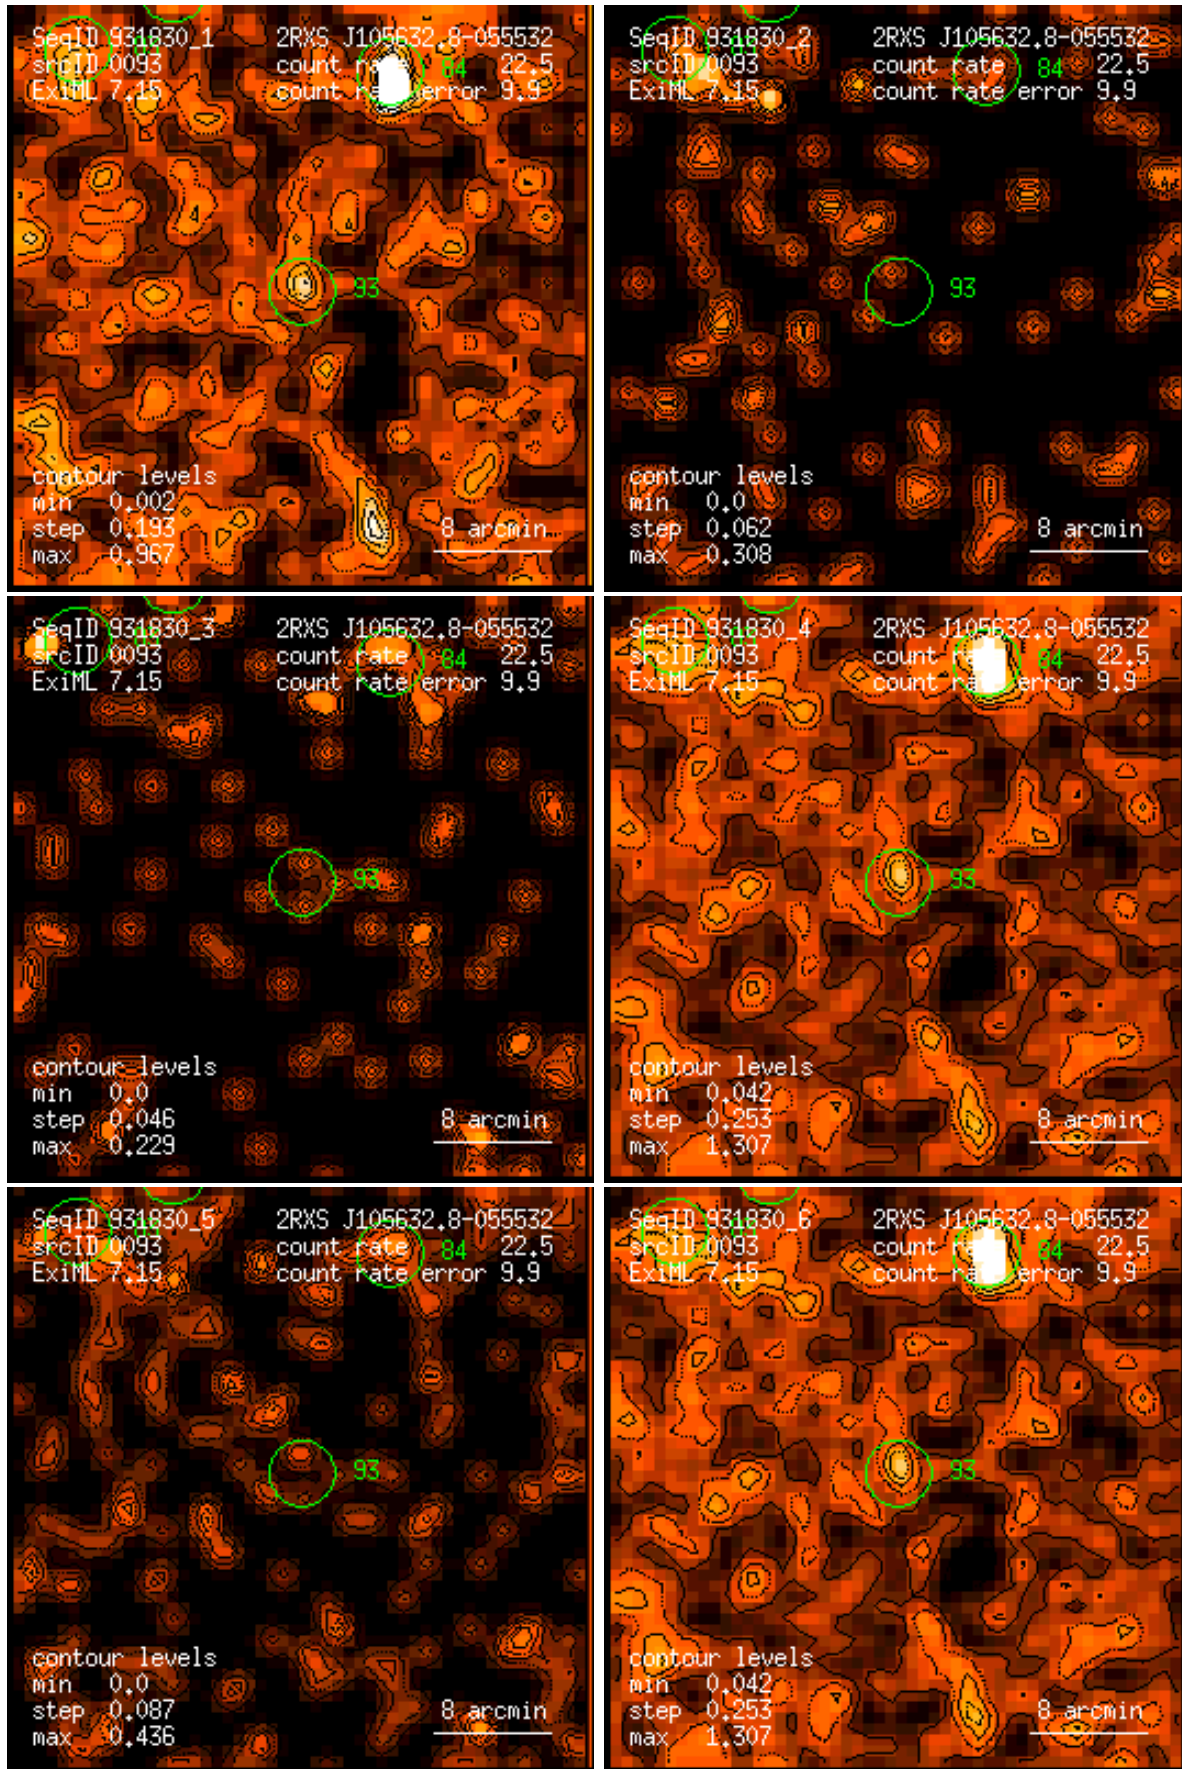 SeqID 931830_1 2RXS J105632.8-055532
srcID 0093 count rate 84 22.5
ExiML 7.15 count rate error 9.9
93
contour levels
min 0.002
step 0.193 8 arcmin
max 0.967
SeqID 931830_2 2RXS J105632.8-055532
srcID 0093 count rate 84 22.5
ExiML 7.15 count rate error 9.9
93
contour levels
min 0.0
step 0.062 8 arcmin
max 0.308
SeqID 931830_3 2RXS J105632.8-055532
srcID 0093 count rate 84 22.5
ExiML 7.15 count rate error 9.9
93
contour levels
min 0.0
step 0.046 8 arcmin
max 0.229
SeqID 931830_4 2RXS J105632.8-055532
srcID 0093 count rate 84 22.5
ExiML 7.15 count rate error 9.9
93
contour levels
min 0.042
step 0.253 8 arcmin
max 1.307
SeqID 931830_5 2RXS J105632.8-055532
srcID 0093 count rate 84 22.5
ExiML 7.15 count rate error 9.9
93
contour levels
min 0.0
step 0.087 8 arcmin
max 0.436
SeqID 931830_6 2RXS J105632.8-055532
srcID 0093 count rate 84 22.5
ExiML 7.15 count rate error 9.9
93
contour levels
min 0.042
step 0.253 8 arcmin
max 1.307